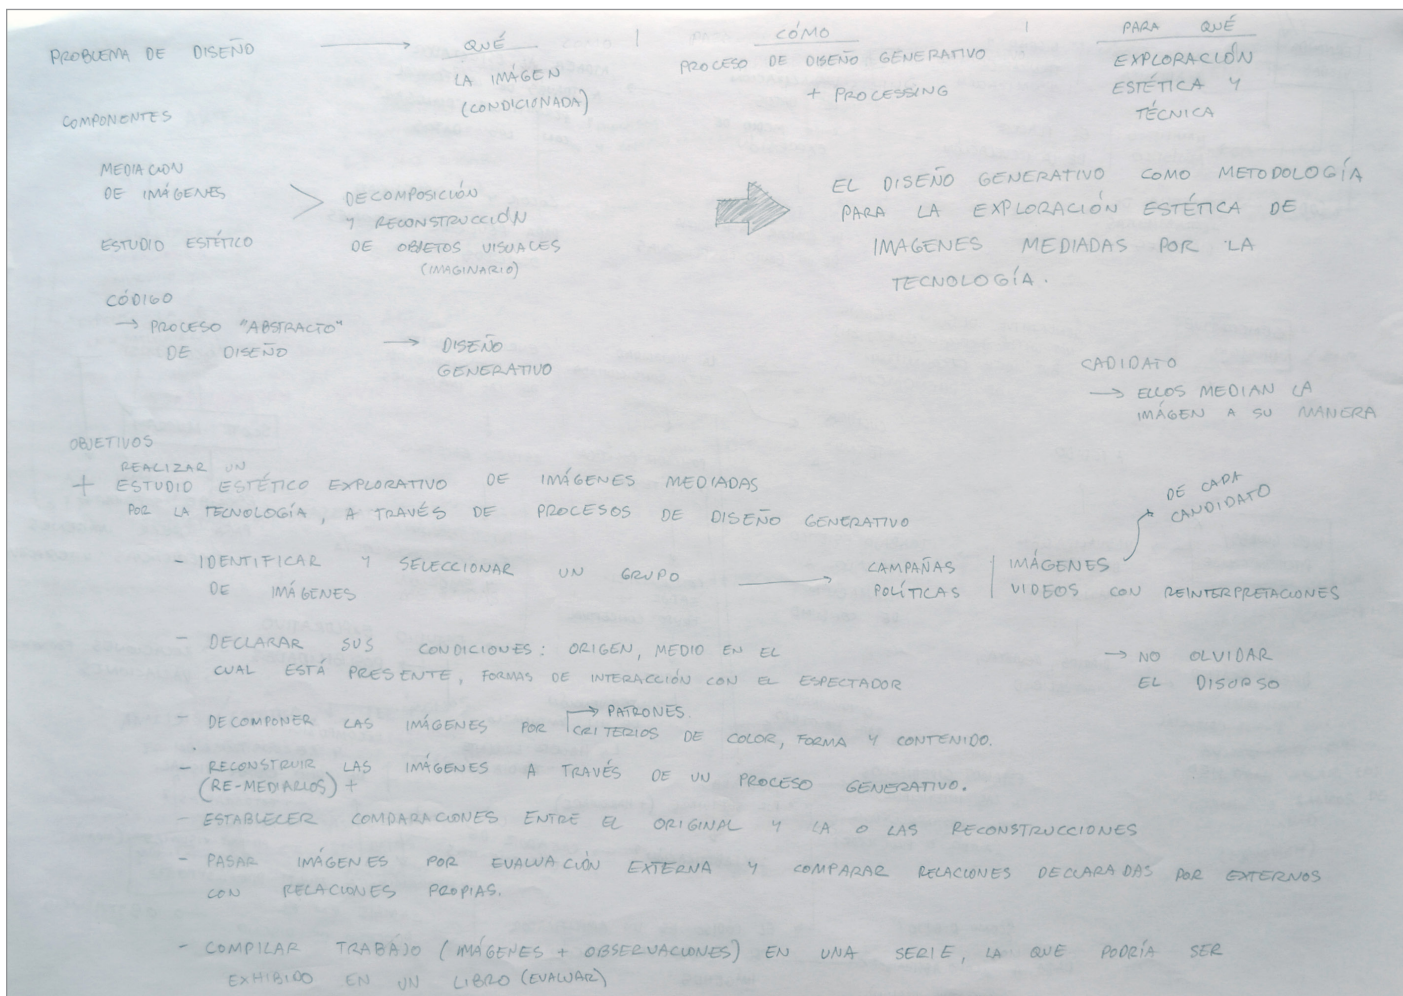 PROBLEMA DE DISEÑO → QUÉ | CÓMO | PARA QUÉ
LA IMÁGEN
(CONDICIONADA)
PROCESO DE DISEÑO GENERATIVO
+ PROCESSING
EXPLORACIÓN
ESTÉTICA Y
TÉCNICA
COMPONENTES
MEDIACION
DE IMÁGENES
ESTUDIO ESTÉTICO
DECOMPOSICIÓN
Y RECONSTRUCCIÓN
DE OBJETOS VISUALES
(IMAGINARIO)
EL DISEÑO GENERATIVO COMO METODOLOGÍA
PARA LA EXPLORACIÓN ESTÉTICA DE
IMAGENES MEDIADAS POR LA
TECNOLOGÍA.
CÓDIGO
→ PROCESO "ABSTRACTO"
DE DISEÑO
→ DISEÑO
GENERATIVO
CADIDATO
→ ELLOS MEDIAN LA
IMÁGEN A SU MANERA
OBJETIVOS
REALIZAR UN
+ ESTUDIO ESTÉTICO EXPLORATIVO DE IMÁGENES MEDIADAS
POR LA TECNOLOGÍA, A TRAVÉS DE PROCESOS DE DISEÑO GENERATIVO
- IDENTIFICAR Y SELECCIONAR UN GRUPO
DE IMÁGENES
→ CAMPAÑAS
POLÍTICAS
IMÁGENES
VIDEOS CON REINTERPRETACIONES
DE CADA
CANDIDATO
- DECLARAR SUS CONDICIONES: ORIGEN, MEDIO EN EL
CUAL ESTÁ PRESENTE, FORMAS DE INTERACCIÓN CON EL ESPECTADOR
→ NO OLVIDAR
EL DISURSO
→ PATRONES
- DECOMPONER LAS IMÁGENES POR CRITERIOS DE COLOR, FORMA Y CONTENIDO.
- RECONSTRUIR LAS IMÁGENES A TRAVÉS DE UN PROCESO GENERATIVO.
(RE-MEDIARLOS) +
- ESTABLECER COMPARACIONES ENTRE EL ORIGINAL Y LA O LAS RECONSTRUCCIONES
- PASAR IMÁGENES POR EVALUACIÓN EXTERNA Y COMPARAR RELACIONES DECLARADAS POR EXTERNOS
CON RELACIONES PROPIAS.
- COMPILAR TRABAJO (IMÁGENES + OBSERVACIONES) EN UNA SERIE, LA QUE PODRÍA SER
EXHIBIDO EN UN LIBRO (EVALUAR)